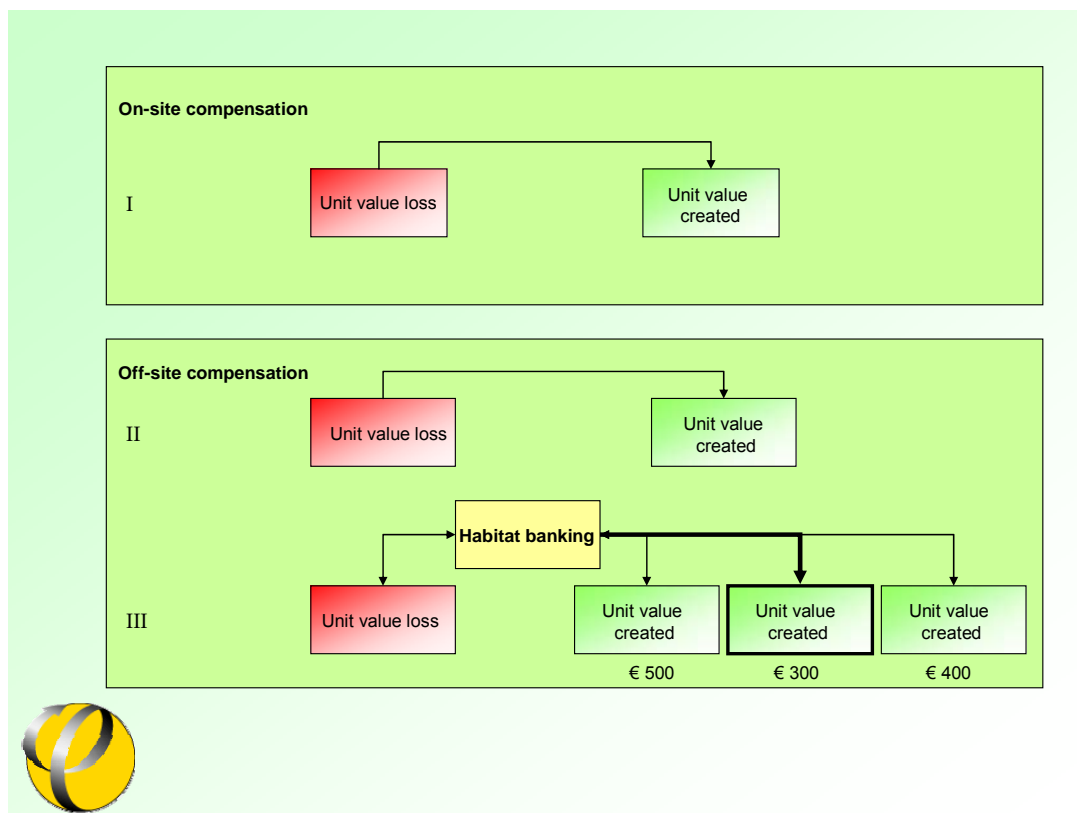 On-site compensation
I
Unit value loss
Unit value
created
Off-site compensation
II
Unit value loss
Unit value
created
Habitat banking
III
Unit value loss
Unit value
created
Unit value
created
Unit value
created
€ 500
€ 300
€ 400